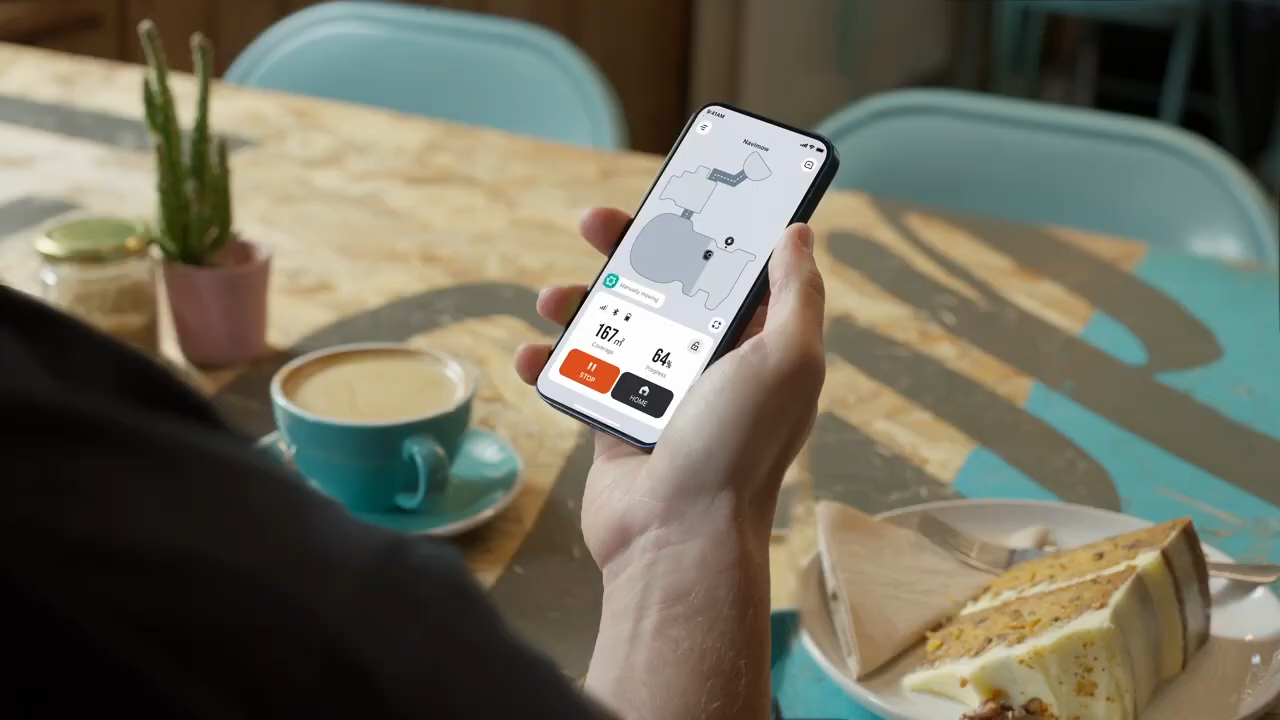 9:41AM
Navimow
Manually mowing
167㎡
Coverage
64%
Progress
STOP
HOME